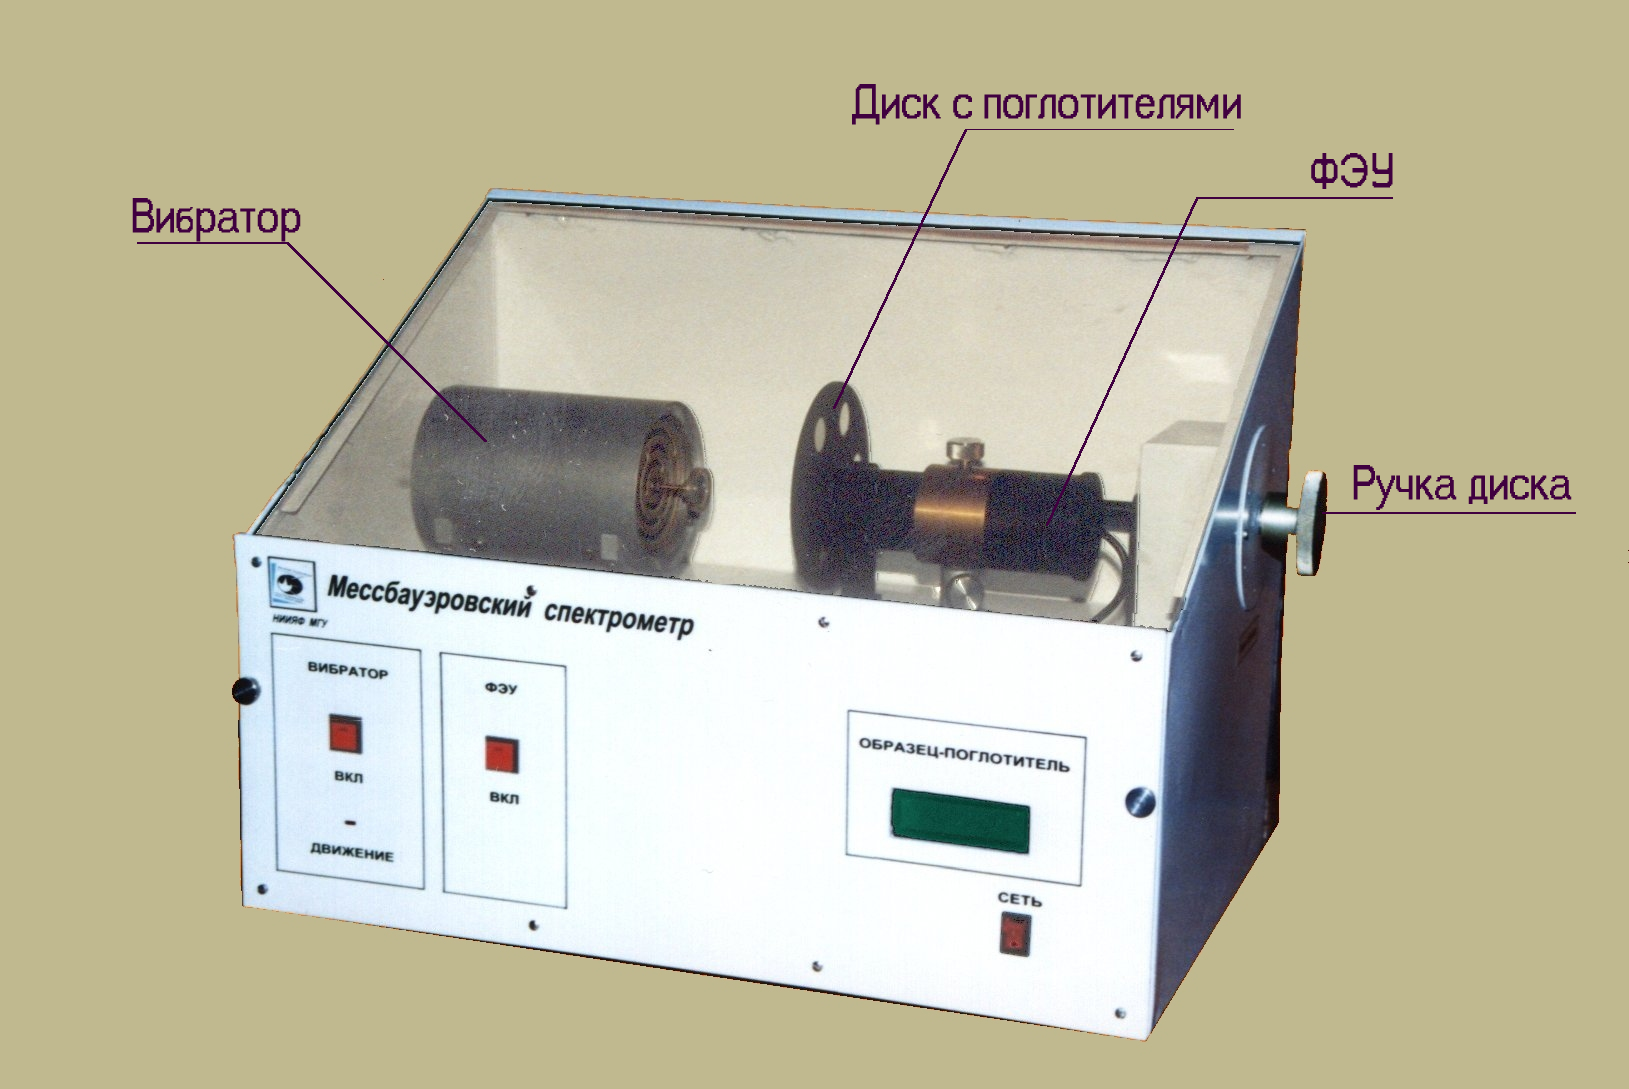 Диск с поглотителями
ФЭУ
Вибратор
Ручка диска
Мессбауэровский спектрометр
НИИЯФ МГУ
ВИБРАТОР
ВКЛ
ДВИЖЕНИЕ
ФЭУ
ВКЛ
ОБРАЗЕЦ-ПОГЛОТИТЕЛЬ
СЕТЬ